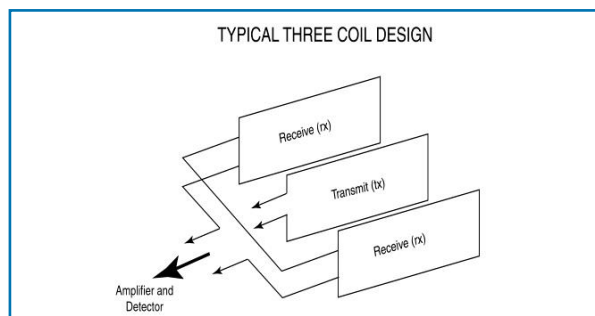 TYPICAL THREE COIL DESIGN
Receive (rx)
Transmit (tx)
Receive (rx)
Amplifier and
Detector